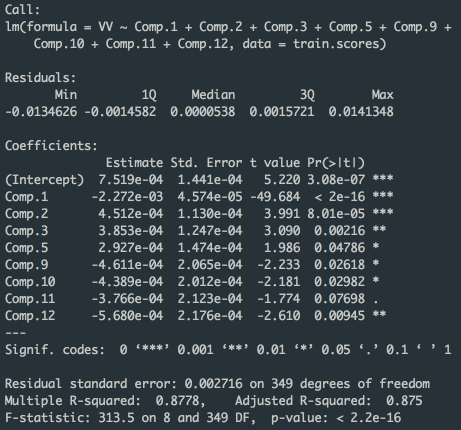 Call:
lm(formula = VV ~ Comp.1 + Comp.2 + Comp.3 + Comp.5 + Comp.9 +
    Comp.10 + Comp.11 + Comp.12, data = train.scores)

Residuals:
       Min         1Q     Median         3Q        Max
-0.0134626 -0.0014582  0.0000538  0.0015721  0.0141348

Coefficients:
              Estimate Std. Error t value Pr(>|t|)
(Intercept)  7.519e-04  1.441e-04   5.220 3.08e-07 ***
Comp.1      -2.272e-03  4.574e-05 -49.684  < 2e-16 ***
Comp.2       4.512e-04  1.130e-04   3.991 8.01e-05 ***
Comp.3       3.853e-04  1.247e-04   3.090  0.00216 **
Comp.5       2.927e-04  1.474e-04   1.986  0.04786 *
Comp.9      -4.611e-04  2.065e-04  -2.233  0.02618 *
Comp.10     -4.389e-04  2.012e-04  -2.181  0.02982 *
Comp.11     -3.766e-04  2.123e-04  -1.774  0.07698 .
Comp.12     -5.680e-04  2.176e-04  -2.610  0.00945 **
---
Signif. codes:  0 ‘***’ 0.001 ‘**’ 0.01 ‘*’ 0.05 ‘.’ 0.1 ‘ ’ 1

Residual standard error: 0.002716 on 349 degrees of freedom
Multiple R-squared:  0.8778,    Adjusted R-squared:  0.875
F-statistic: 313.5 on 8 and 349 DF,  p-value: < 2.2e-16